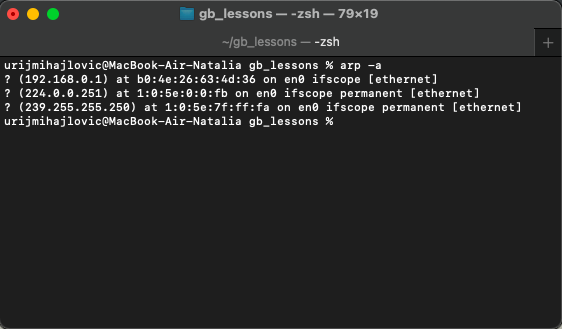 gb_lessons — -zsh — 79×19
~/gb_lessons — -zsh
urijmihajlovic@MacBook-Air-Natalia gb_lessons % arp -a
? (192.168.0.1) at b0:4e:26:63:4d:36 on en0 ifscope [ethernet]
? (224.0.0.251) at 1:0:5e:0:0:fb on en0 ifscope permanent [ethernet]
? (239.255.255.250) at 1:0:5e:7f:ff:fa on en0 ifscope permanent [ethernet]
urijmihajlovic@MacBook-Air-Natalia gb_lessons %